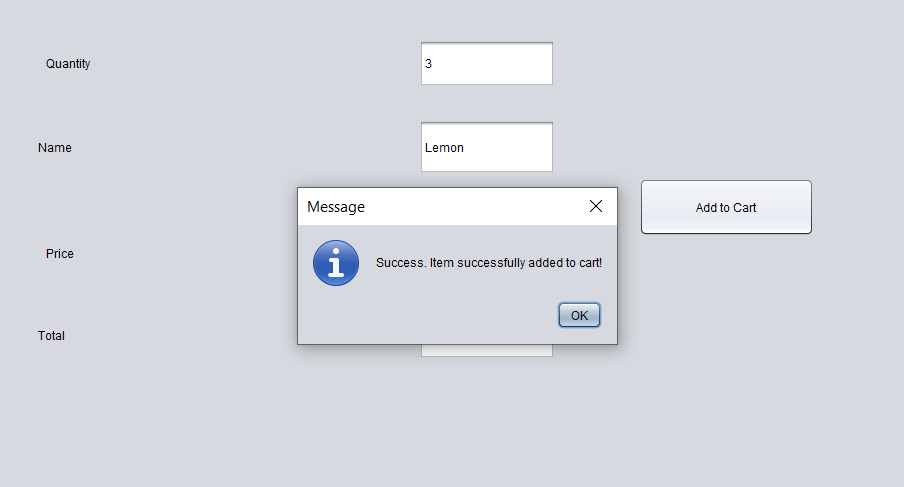 Quantity
3
Name
Lemon
Message
Add to Cart
Price
Success. Item successfully added to cart!
OK
Total